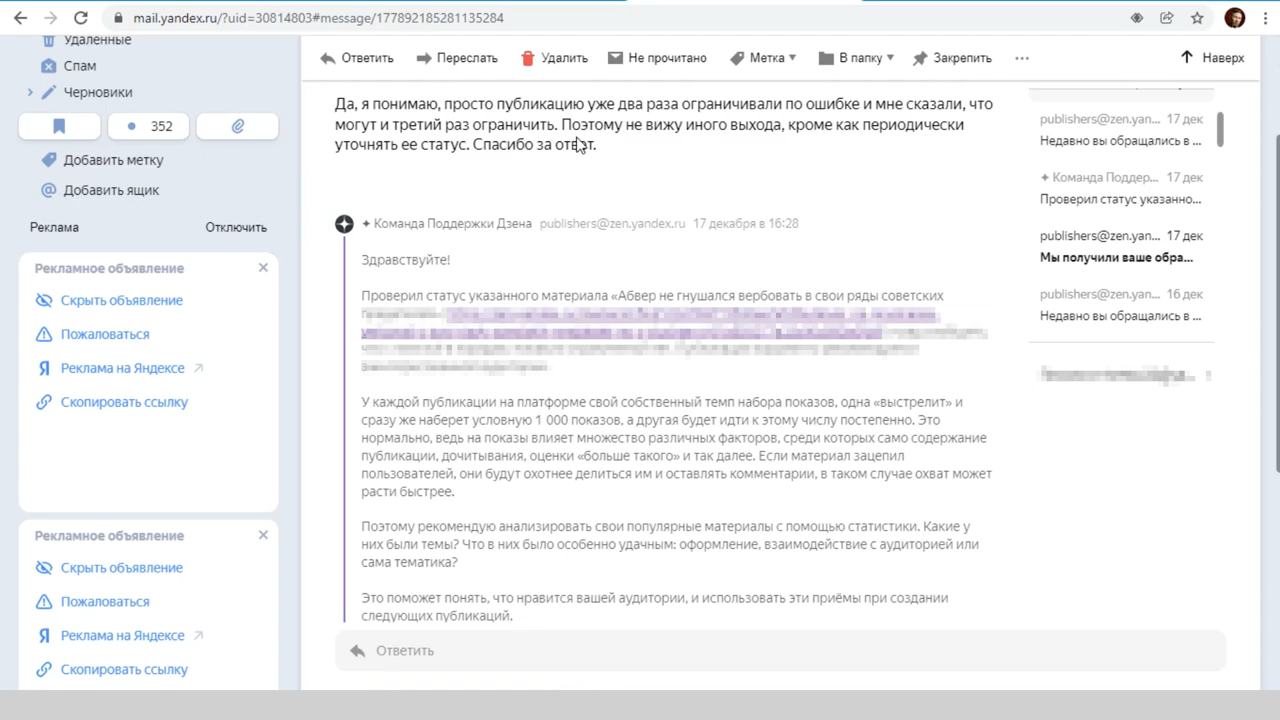 mail.yandex.ru/?uid=30814803#message/177892185281135284
Удаленные
Спам
Черновики
352
Добавить метку
Добавить ящик
Реклама Отключить
Рекламное объявление
Скрыть объявление
Пожаловаться
Реклама на Яндексе
Скопировать ссылку
Рекламное объявление
Скрыть объявление
Пожаловаться
Реклама на Яндексе
Скопировать ссылку
Ответить Переслать Удалить Не прочитано Метка В папку Закрепить ... Наверх
Да, я понимаю, просто публикацию уже два раза ограничивали по ошибке и мне сказали, что
могут и третий раз ограничить. Поэтому не вижу иного выхода, кроме как периодически
уточнять ее статус. Спасибо за ответ.
Команда Поддержки Дзена publishers@zen.yandex.ru 17 декабря в 16:28
Здравствуйте!
Проверил статус указанного материала «Абвер не гнушался вербовать в свои ряды советских
У каждой публикации на платформе свой собственный темп набора показов, одна «выстрелит» и
сразу же наберет условную 1 000 показов, а другая будет идти к этому числу постепенно. Это
нормально, ведь на показы влияет множество различных факторов, среди которых само содержание
публикации, дочитывания, оценки «больше такого» и так далее. Если материал зацепил
пользователей, они будут охотнее делиться им и оставлять комментарии, в таком случае охват может
расти быстрее.
Поэтому рекомендую анализировать свои популярные материалы с помощью статистики. Какие у
них были темы? Что в них было особенно удачным: оформление, взаимодействие с аудиторией или
сама тематика?
Это поможет понять, что нравится вашей аудитории, и использовать эти приёмы при создании
следующих публикаций.
Ответить
publishers@zen.yan... 17 дек
Недавно вы обращались в ...
Команда Поддер... 17 дек
Проверил статус указанно...
publishers@zen.yan... 17 дек
Мы получили ваше обра...
publishers@zen.yan... 16 дек
Недавно вы обращались в ...